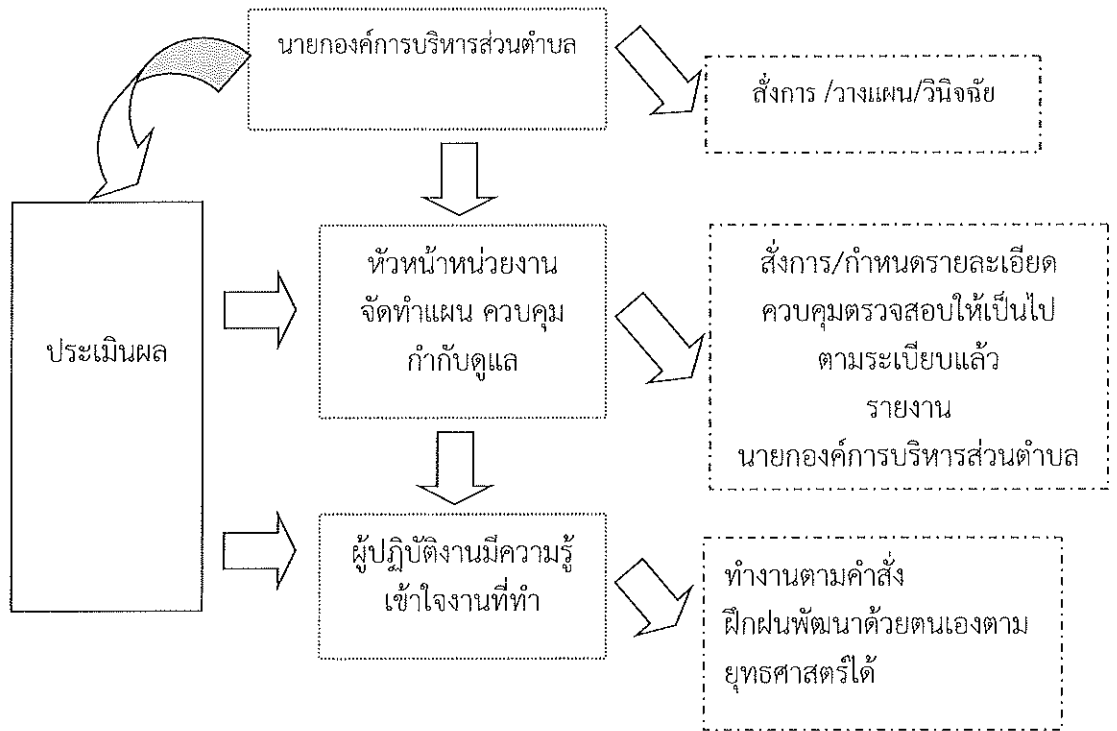 นายกองค์การบริหารส่วนตำบล
สั่งการ /วางแผน/วินิจฉัย
หัวหน้าหน่วยงาน
จัดทำแผน ควบคุม
กำกับดูแล
สั่งการ/กำหนดรายละเอียด
ควบคุมตรวจสอบให้เป็นไป
ตามระเบียบแล้ว
รายงาน
นายกองค์การบริหารส่วนตำบล
ประเมินผล
ผู้ปฏิบัติงานมีความรู้
เข้าใจงานที่ทำ
ทำงานตามคำสั่ง
ฝึกฝนพัฒนาด้วยตนเองตาม
ยุทธศาสตร์ได้